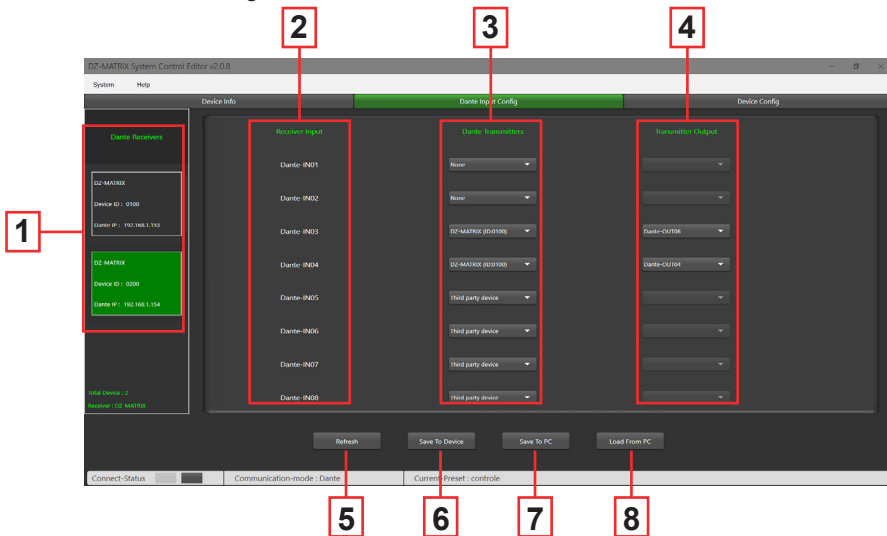 2 3 4
DZ-MATRIX System Control Editor v2.0.8
System Help
Device Info Dante Input Config Device Config
Dante Receivers
Receiver Input Dante Transmitters Transmitter Output
Dante-IN01 None
DZ-MATRIX
Device ID : 0100
Dante IP : 192.168.1.153
Dante-IN02 None
1
Dante-IN03 DZ-MATRIX (ID:0100) Dante-OUT06
DZ-MATRIX
Device ID : 0200
Dante IP : 192.168.1.154
Dante-IN04 DZ-MATRIX (ID:0100) Dante-OUT04
Dante-IN05 Third party device
Dante-IN06 Third party device
Dante-IN07 Third party device
Dante-IN08 Third party device
Total Device : 2
Receiver : DZ-MATRIX
Refresh Save To Device Save To PC Load From PC
Connect-Status Communication-mode : Dante Current-Preset : controle
5 6 7 8